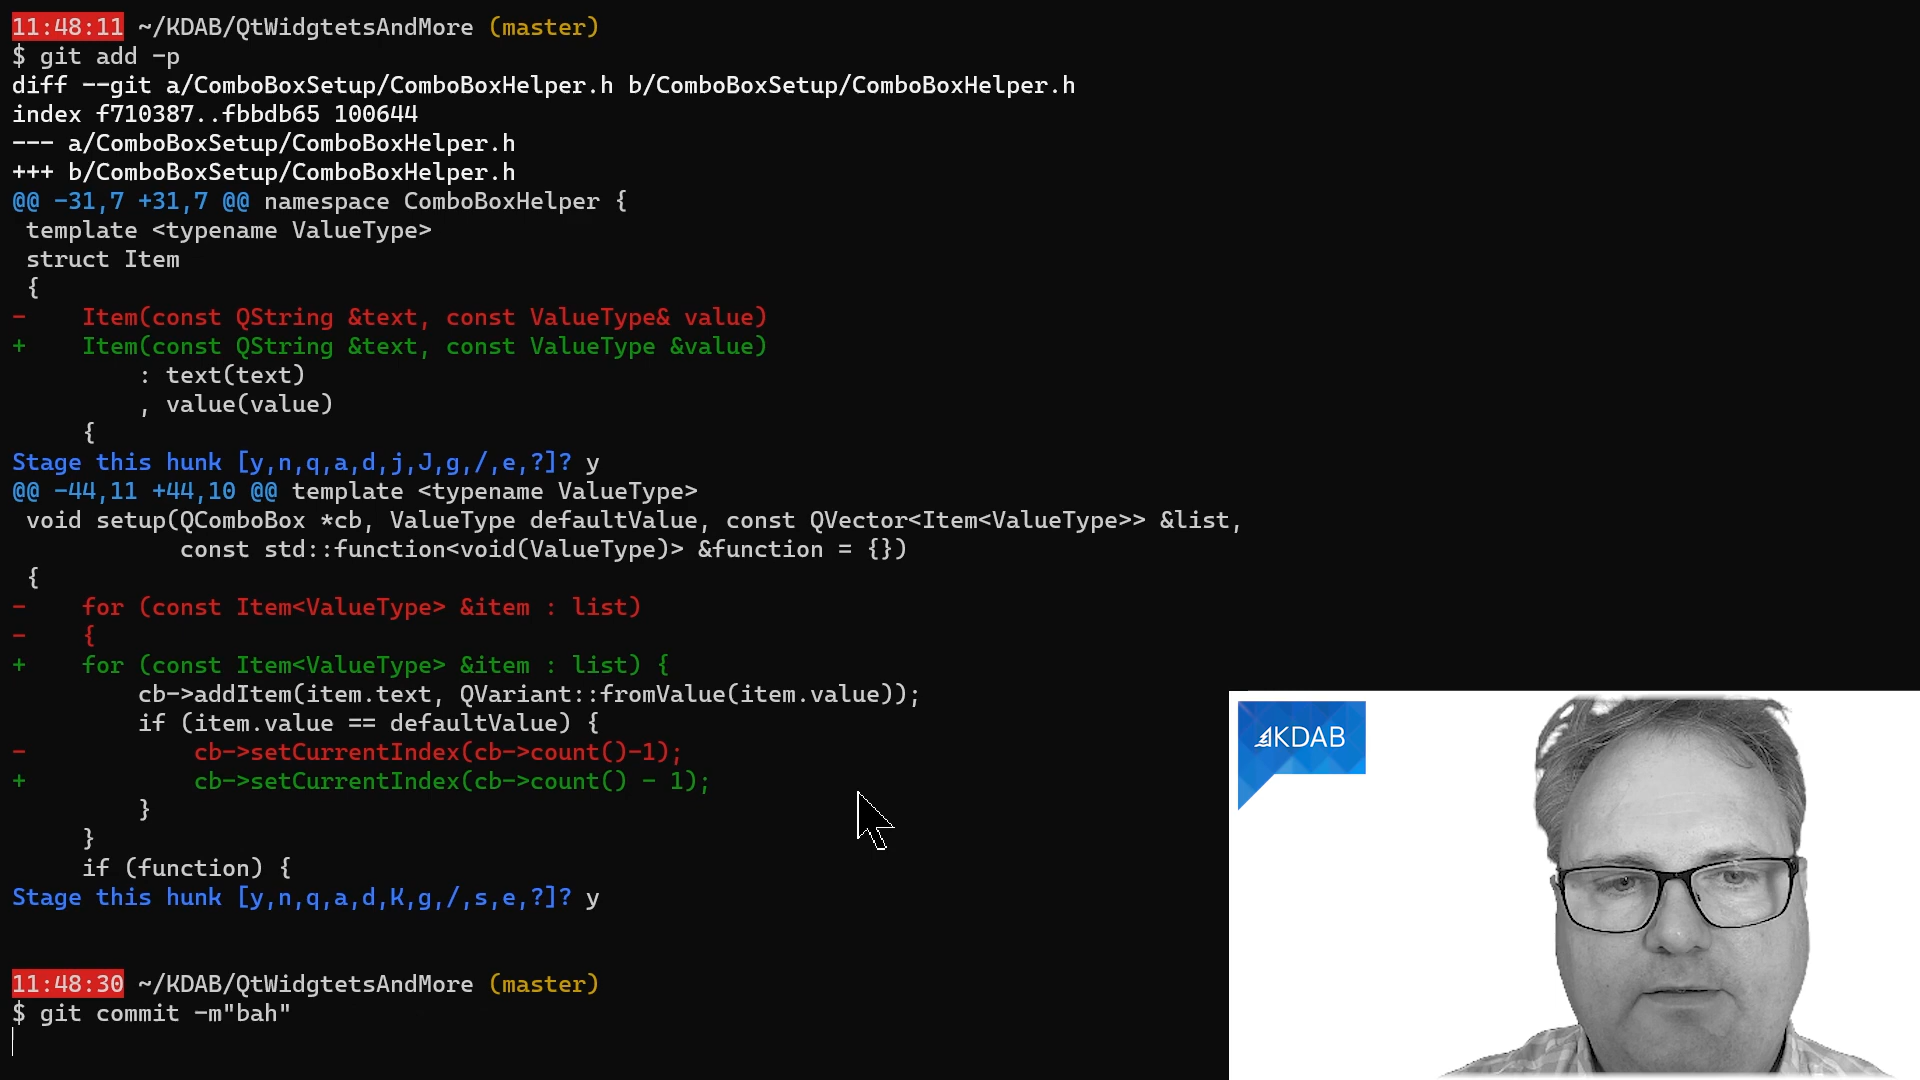 11:48:11 ~/KDAB/QtWidgtetsAndMore (master)
$ git add -p
diff --git a/ComboBoxSetup/ComboBoxHelper.h b/ComboBoxSetup/ComboBoxHelper.h
index f710387..fbbdb65 100644
--- a/ComboBoxSetup/ComboBoxHelper.h
+++ b/ComboBoxSetup/ComboBoxHelper.h
@@ -31,7 +31,7 @@ namespace ComboBoxHelper {
 template <typename ValueType>
 struct Item
 {
-    Item(const QString &text, const ValueType& value)
+    Item(const QString &text, const ValueType &value)
         : text(text)
         , value(value)
     {
Stage this hunk [y,n,q,a,d,j,J,g,/,e,?]? y
@@ -44,11 +44,10 @@ template <typename ValueType>
 void setup(QComboBox *cb, ValueType defaultValue, const QVector<Item<ValueType>> &list,
            const std::function<void(ValueType)> &function = {})
 {
-    for (const Item<ValueType> &item : list)
-    {
+    for (const Item<ValueType> &item : list) {
         cb->addItem(item.text, QVariant::fromValue(item.value));
         if (item.value == defaultValue) {
-            cb->setCurrentIndex(cb->count()-1);
+            cb->setCurrentIndex(cb->count() - 1);
         }
     }
     if (function) {
Stage this hunk [y,n,q,a,d,K,g,/,s,e,?]? y
11:48:30 ~/KDAB/QtWidgtetsAndMore (master)
$ git commit -m"bah"
KDAB